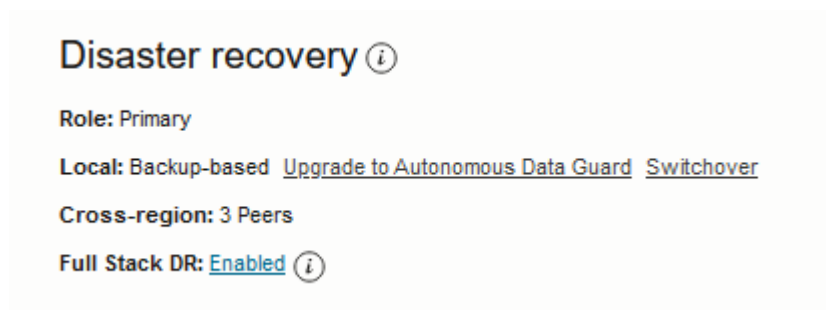 Disaster recovery
Role: Primary
Local: Backup-based Upgrade to Autonomous Data Guard Switchover
Cross-region: 3 Peers
Full Stack DR: Enabled